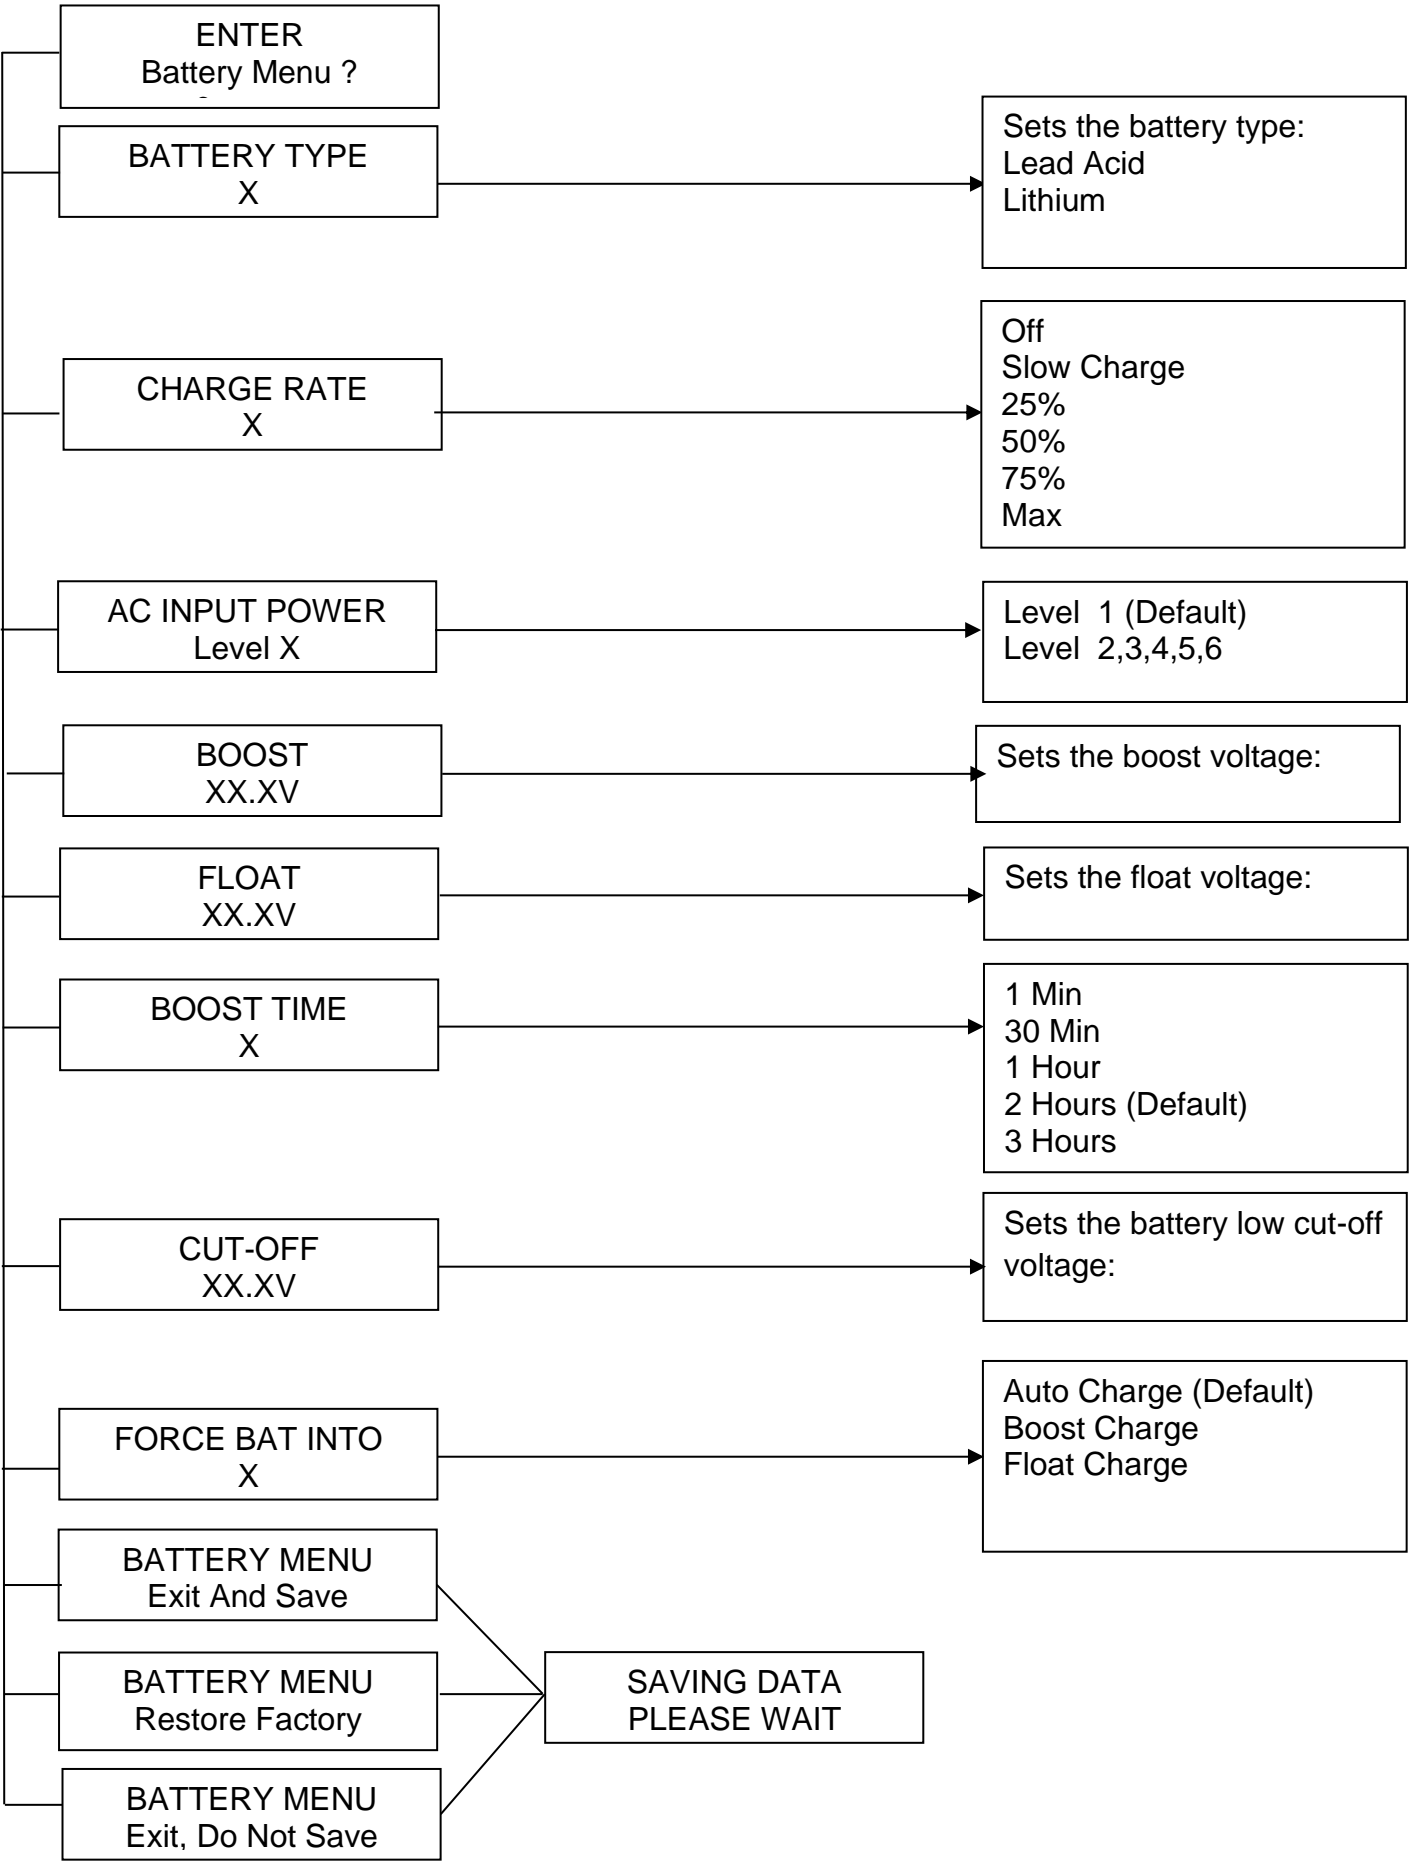 ENTER
Battery Menu ?
BATTERY TYPE
X
Sets the battery type:
Lead Acid
Lithium
CHARGE RATE
X
Off
Slow Charge
25%
50%
75%
Max
AC INPUT POWER
Level X
Level  1 (Default)
Level  2,3,4,5,6
BOOST
XX.XV
Sets the boost voltage:
FLOAT
XX.XV
Sets the float voltage:
BOOST TIME
X
1 Min
30 Min
1 Hour
2 Hours (Default)
3 Hours
CUT-OFF
XX.XV
Sets the battery low cut-off
voltage:
FORCE BAT INTO
X
Auto Charge (Default)
Boost Charge
Float Charge
BATTERY MENU
Exit And Save
BATTERY MENU
Restore Factory
SAVING DATA
PLEASE WAIT
BATTERY MENU
Exit, Do Not Save